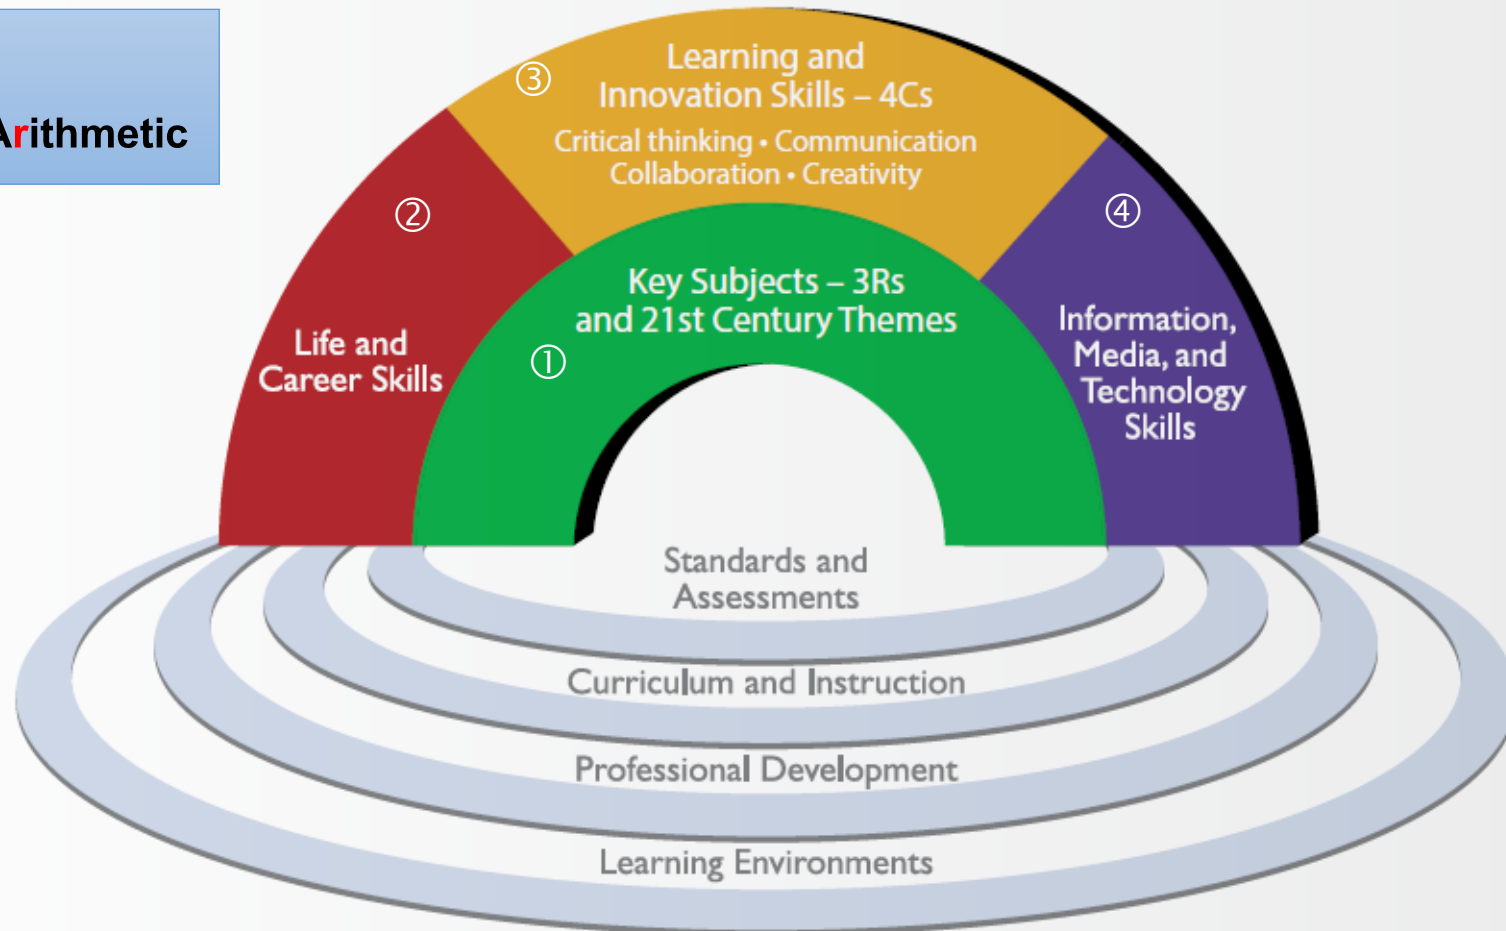 Arithmetic
③
Learning and
Innovation Skills – 4Cs
Critical thinking • Communication
Collaboration • Creativity
②
④
Key Subjects – 3Rs
and 21st Century Themes
①
Life and
Career Skills
Information,
Media, and
Technology
Skills
Standards and
Assessments
Curriculum and Instruction
Professional Development
Learning Environments